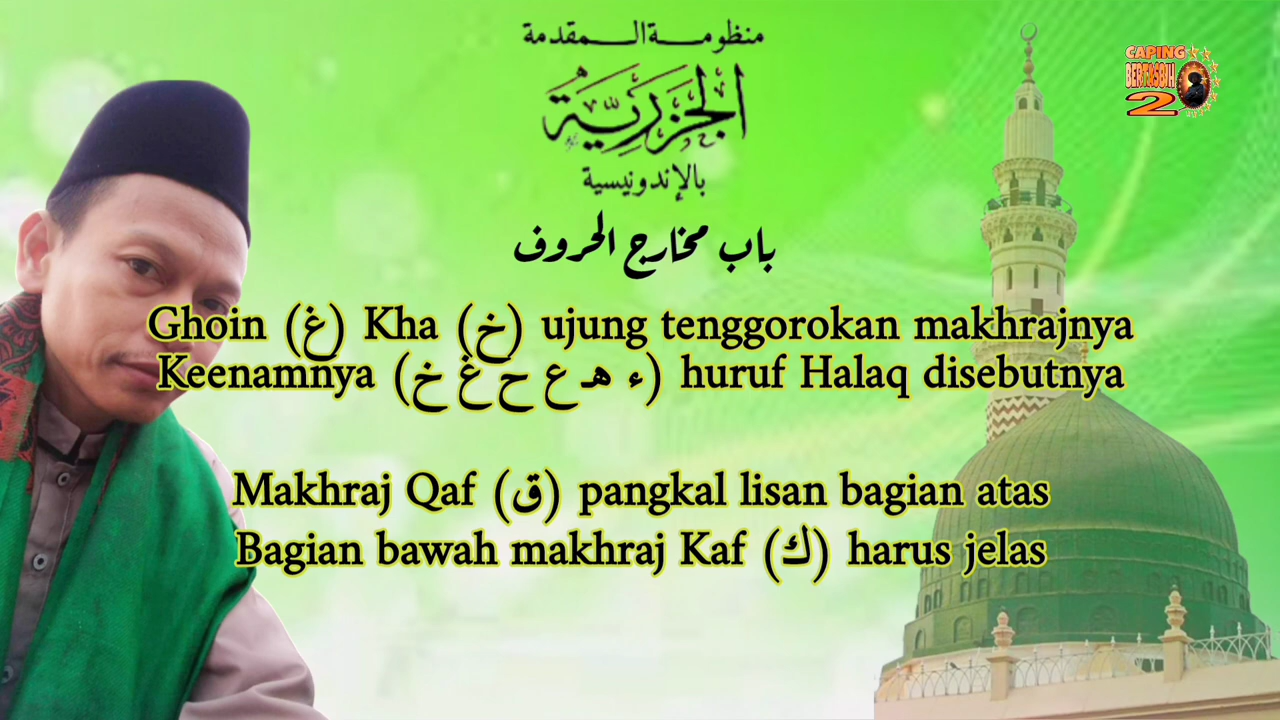 منظومة المقدمة
الجزرية
بالإندونيسية
باب مخارج الحروف
CAPING
BERTASBIH
2
Ghoin (غ) Kha (خ) ujung tenggorokan makhrajnya
Keenamnya (ء هـ ع ح غ خ) huruf Halaq disebutnya
Makhraj Qaf (ق) pangkal lisan bagian atas
Bagian bawah makhraj Kaf (ك) harus jelas